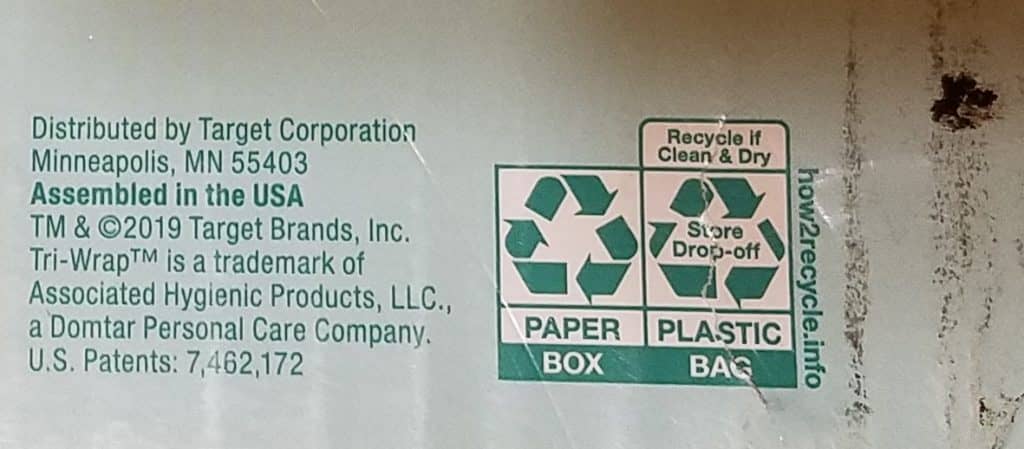 Distributed by Target Corporation
Minneapolis, MN 55403
Assembled in the USA
TM & ©2019 Target Brands, Inc.
Tri-Wrap™ is a trademark of
Associated Hygienic Products, LLC.,
a Domtar Personal Care Company.
U.S. Patents: 7,462,172
Recycle if
Clean & Dry
Store
Drop-off
PAPER
BOX
PLASTIC
BAG
how2recycle.info